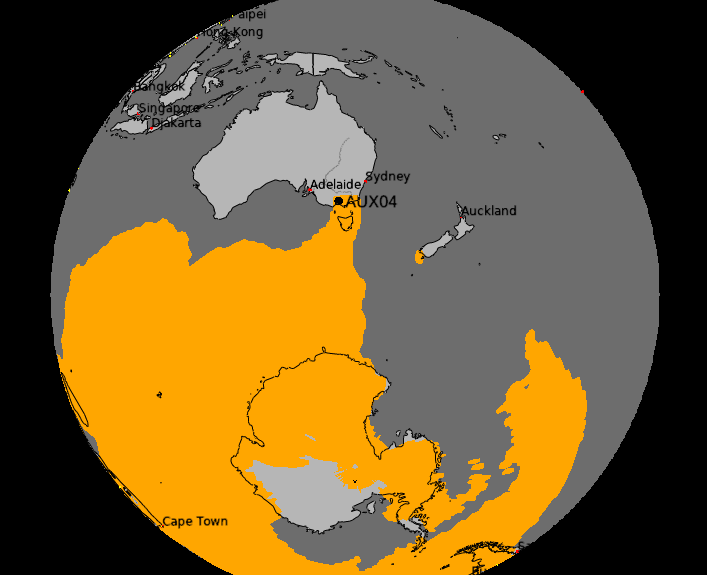 Taipei
Hong-Kong
Bangkok
Singapore
Djakarta
Adelaide
Sydney
AUX04
Auckland
Cape Town